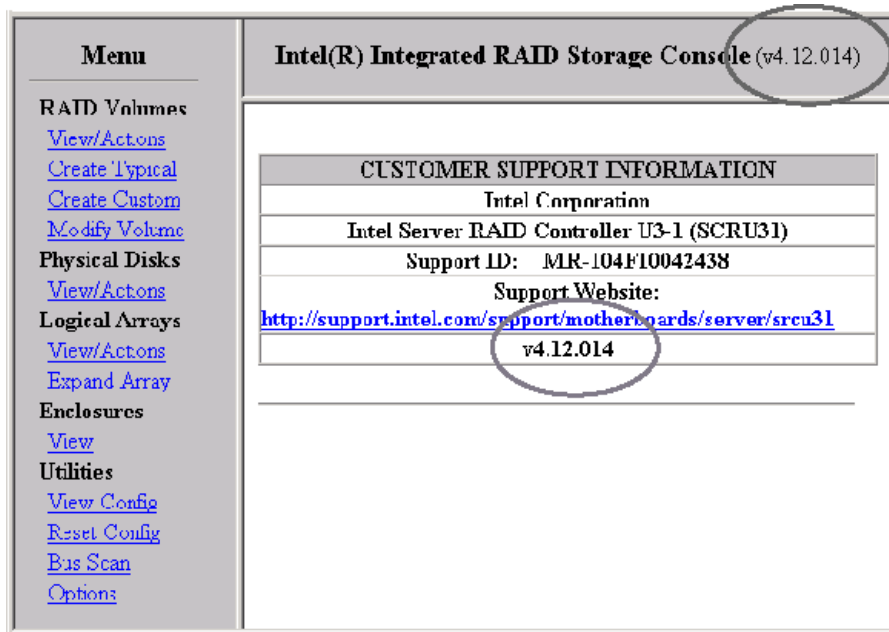 Menu
RAID Volumes
View/Actions
Create Typical
Create Custom
Modify Volume
Physical Disks
View/Actions
Logical Arrays
View/Actions
Expand Array
Enclosures
View
Utilities
View Config
Reset Config
Bus Scan
Options
Intel(R) Integrated RAID Storage Console (v4.12.014)
CUSTOMER SUPPORT INFORMATION
Intel Corporation
Intel Server RAID Controller U3-1 (SCRU31)
Support ID: MR-104F10042438
Support Website:
http://support.intel.com/support/motherboards/server/srcu31
v4.12.014